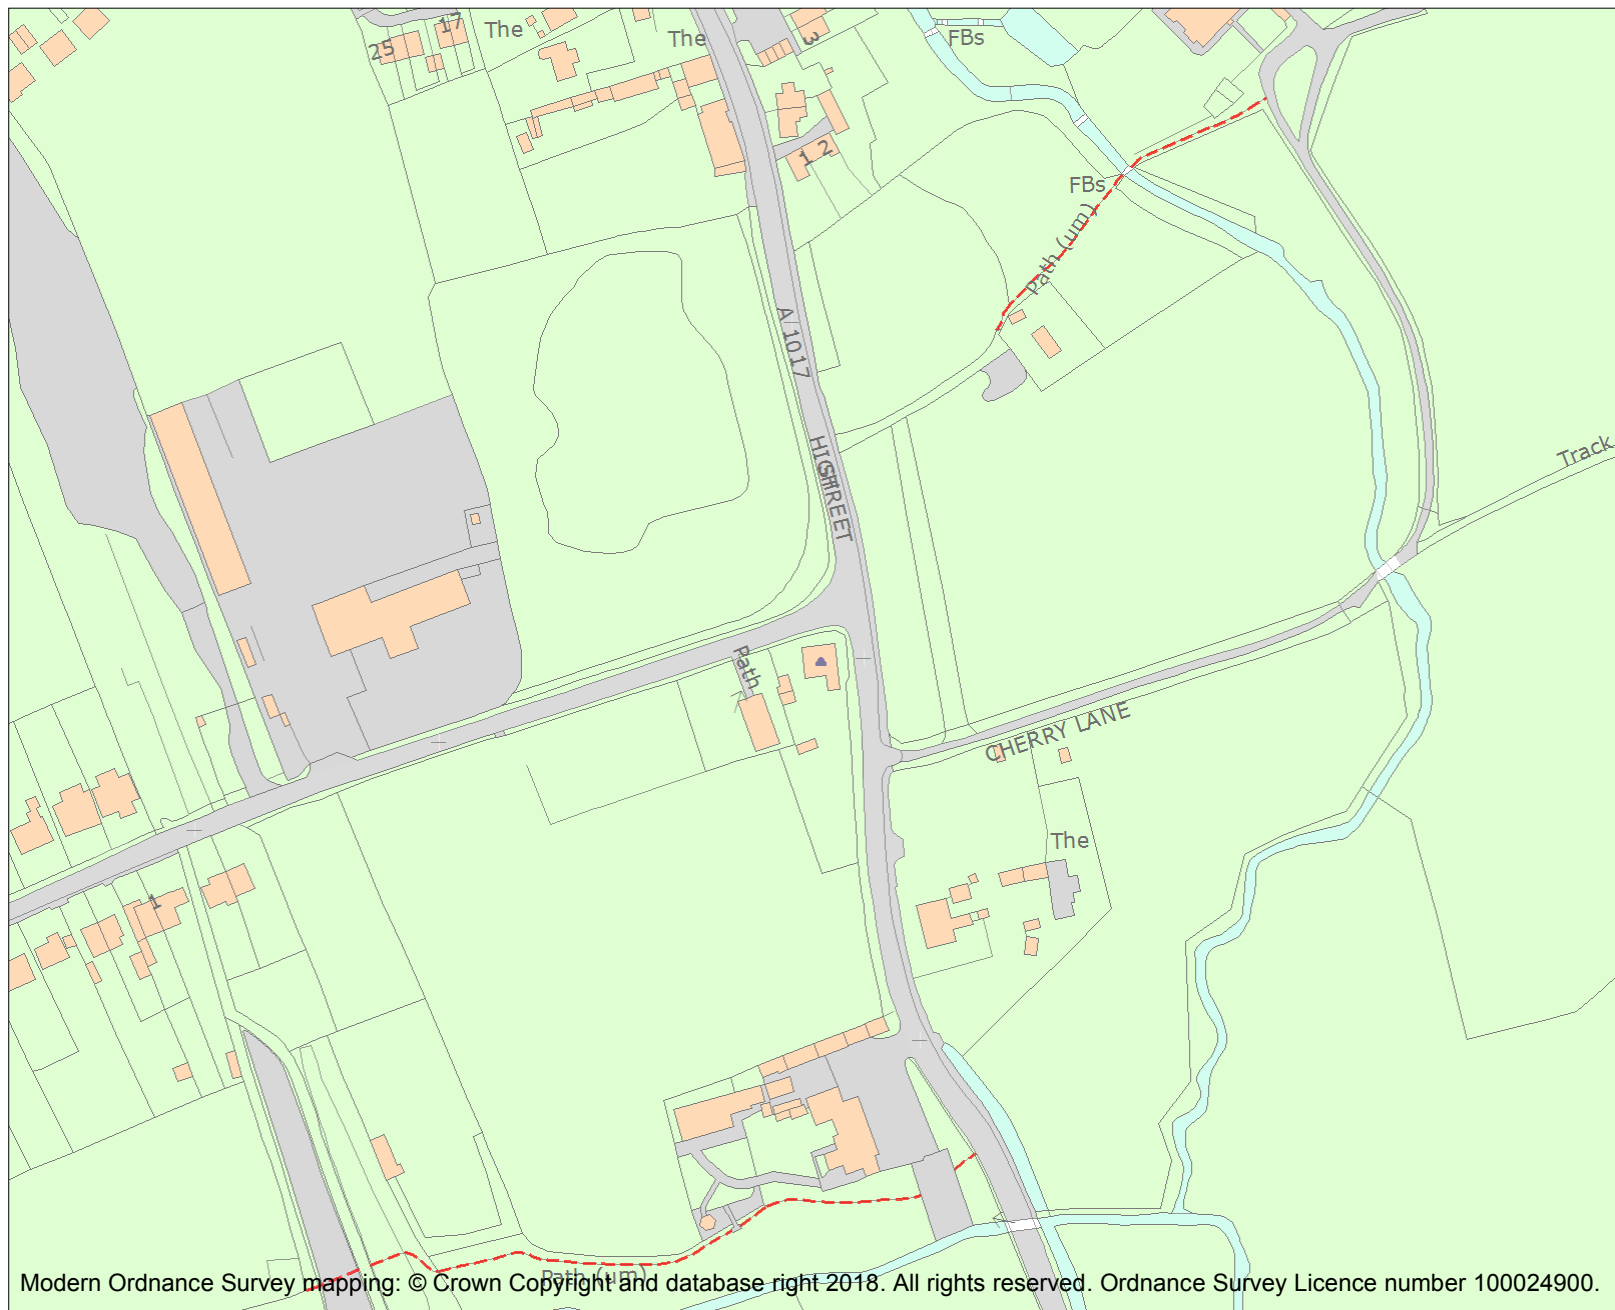 25
17
The
The
3
FBs
1 2
FBs
Path (um)
A 1017
HIGH
STREET
Track
Path
CHERRY LANE
The
1
Path (um)
Modern Ordnance Survey mapping: © Crown Copyright and database right 2018. All rights reserved. Ordnance Survey Licence number 100024900.